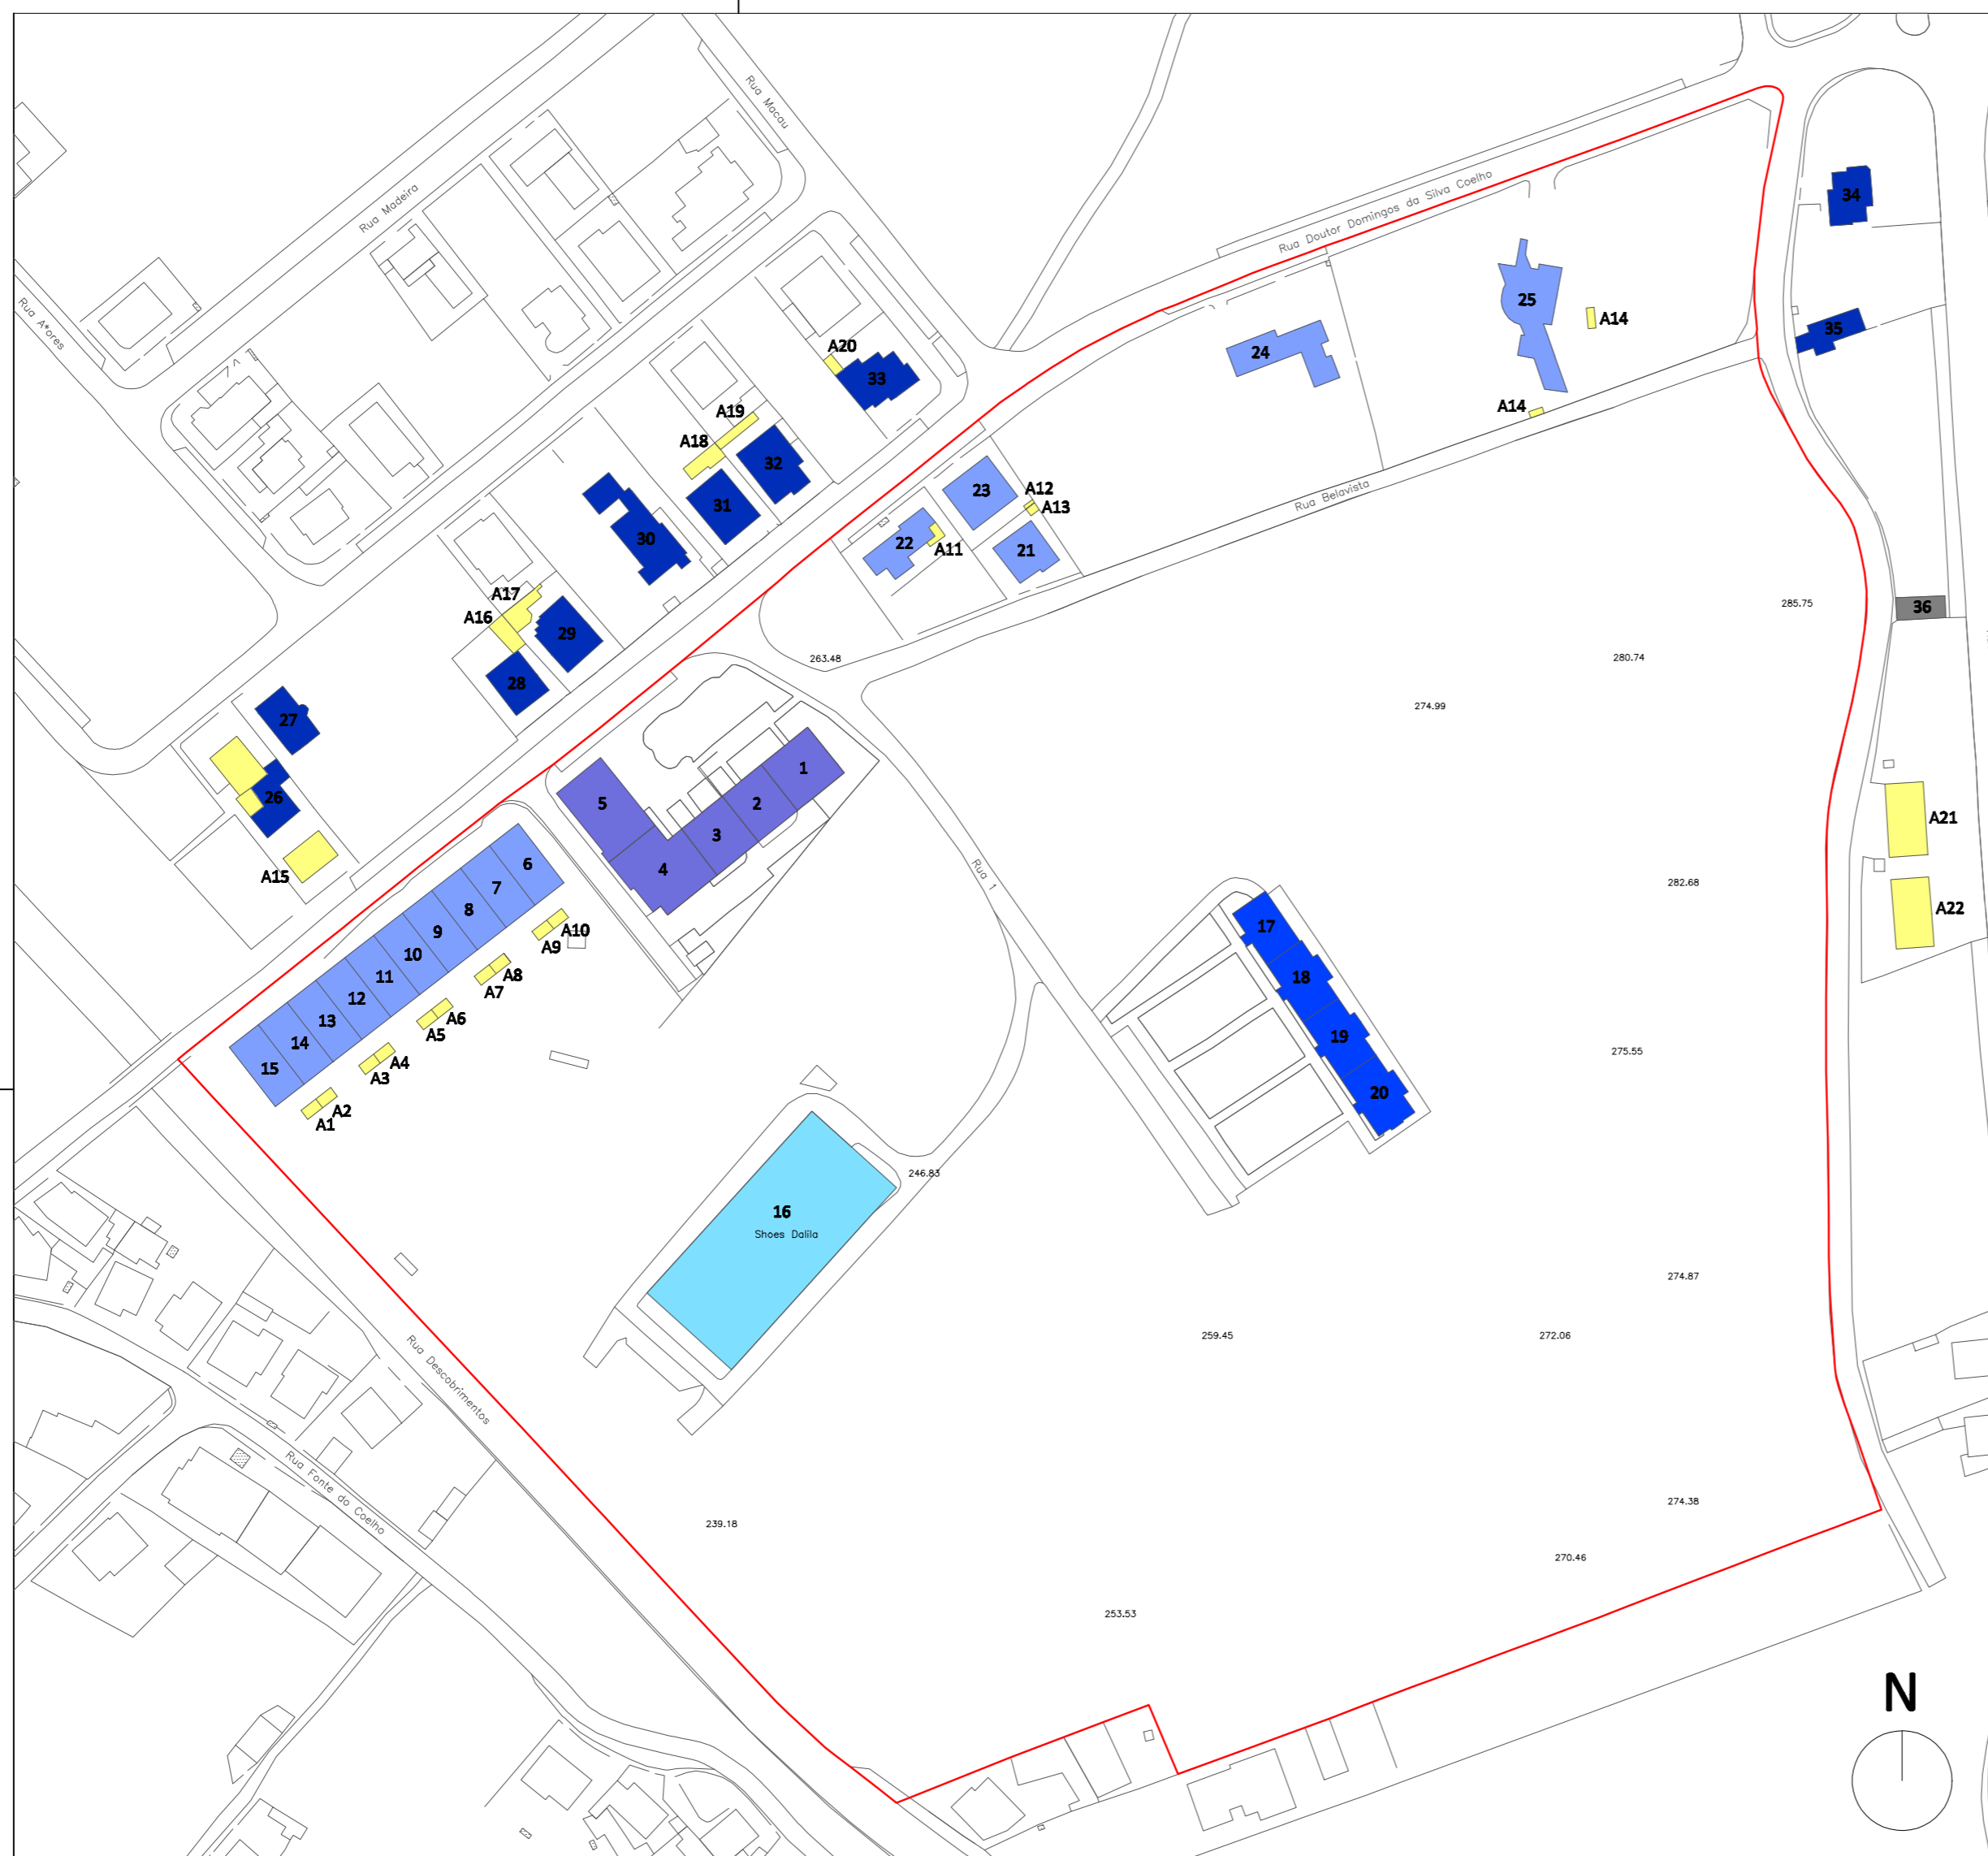 Rua Macau
Rua Madeira
Rua A*ores
Rua Doutor Domingos da Silva Coelho
34
25
A14
35
24
A20
33
A14
A19
A18
32
31
30
Rua Belavista
23
A12
A13
22
A11
21
A17
A16
29
28
27
26
A15
263.48
285.75
36
280.74
274.99
5
1
2
3
4
6
7
8
9
10
11
12
13
14
15
A10
A9
A8
A7
A6
A5
A4
A3
A2
A1
Rua 1
A21
282.68
A22
17
18
19
20
275.55
246.83
16
Shoes Dalila
274.87
259.45
272.06
Rua Descobrimentos
Rua Fonte do Coelho
239.18
274.38
270.46
253.53
N